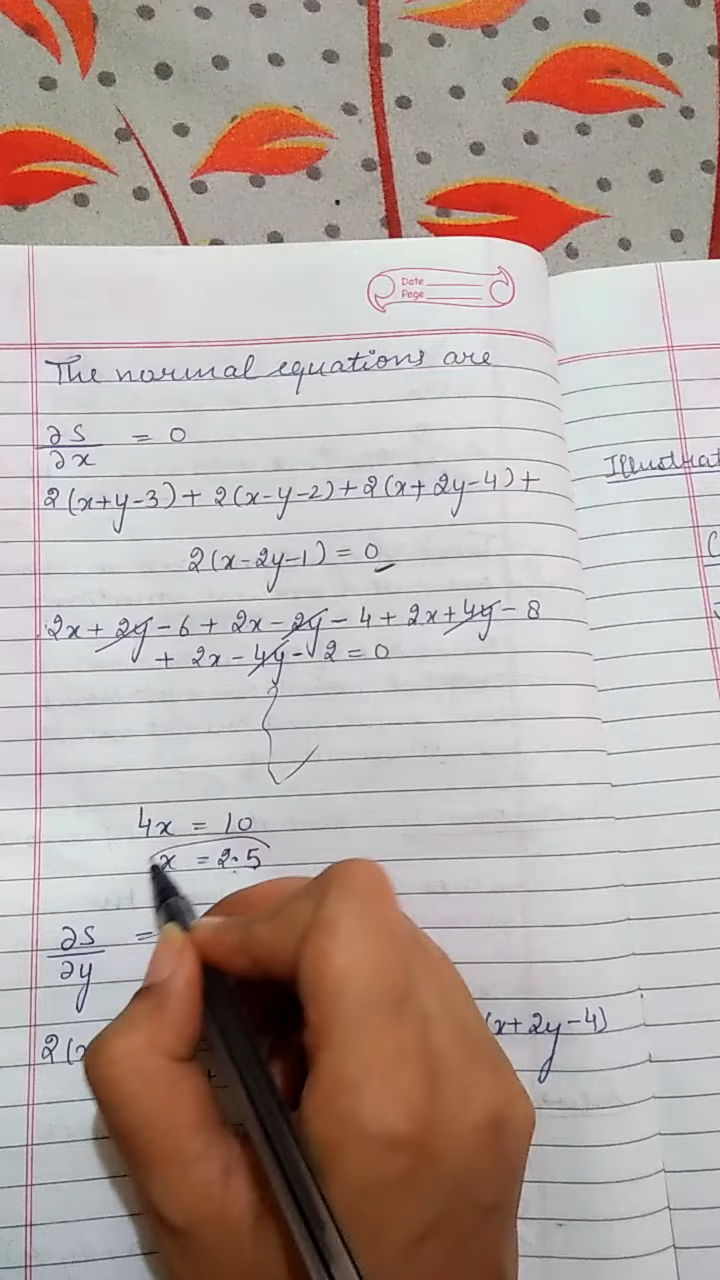 Date
Page
The normal equations are
∂S/∂x = 0
Illustrat
2(x+y-3) + 2(x-y-2) + 2(x+2y-4) +
2(x-2y-1) = 0
2x + 2y - 6 + 2x - 2y - 4 + 2x + 4y - 8
+ 2x - 4y - 2 = 0
4x = 10
x = 2.5
∂S/∂y =
(x+2y-4)
2(x
+